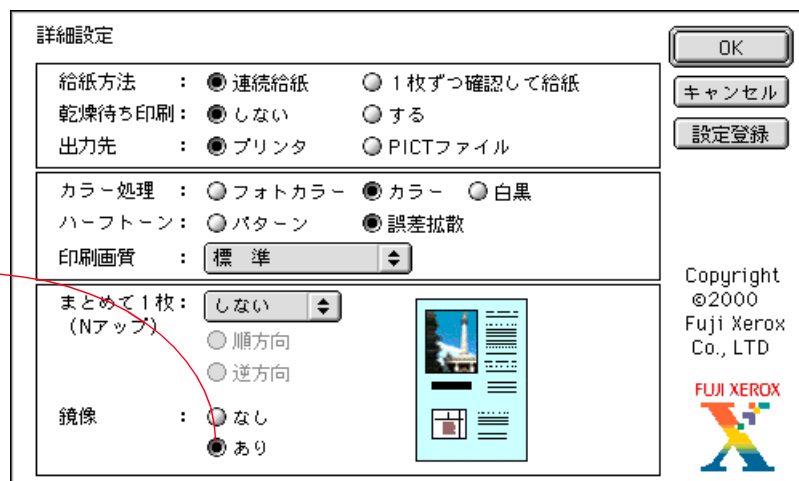 詳細設定
給紙方法 : 連続給紙 1枚ずつ確認して給紙
乾燥待ち印刷 : しない する
出力先 : プリンタ PICTファイル
カラー処理 : フォトカラー カラー 白黒
ハーフトーン : パターン 誤差拡散
印刷画質 : 標 準
まとめて1枚 : しない
(Nアップ)
順方向
逆方向
鏡像 : なし
あり
OK
キャンセル
設定登録
Copyright
©2000
Fuji Xerox
Co., LTD
FUJI XEROX